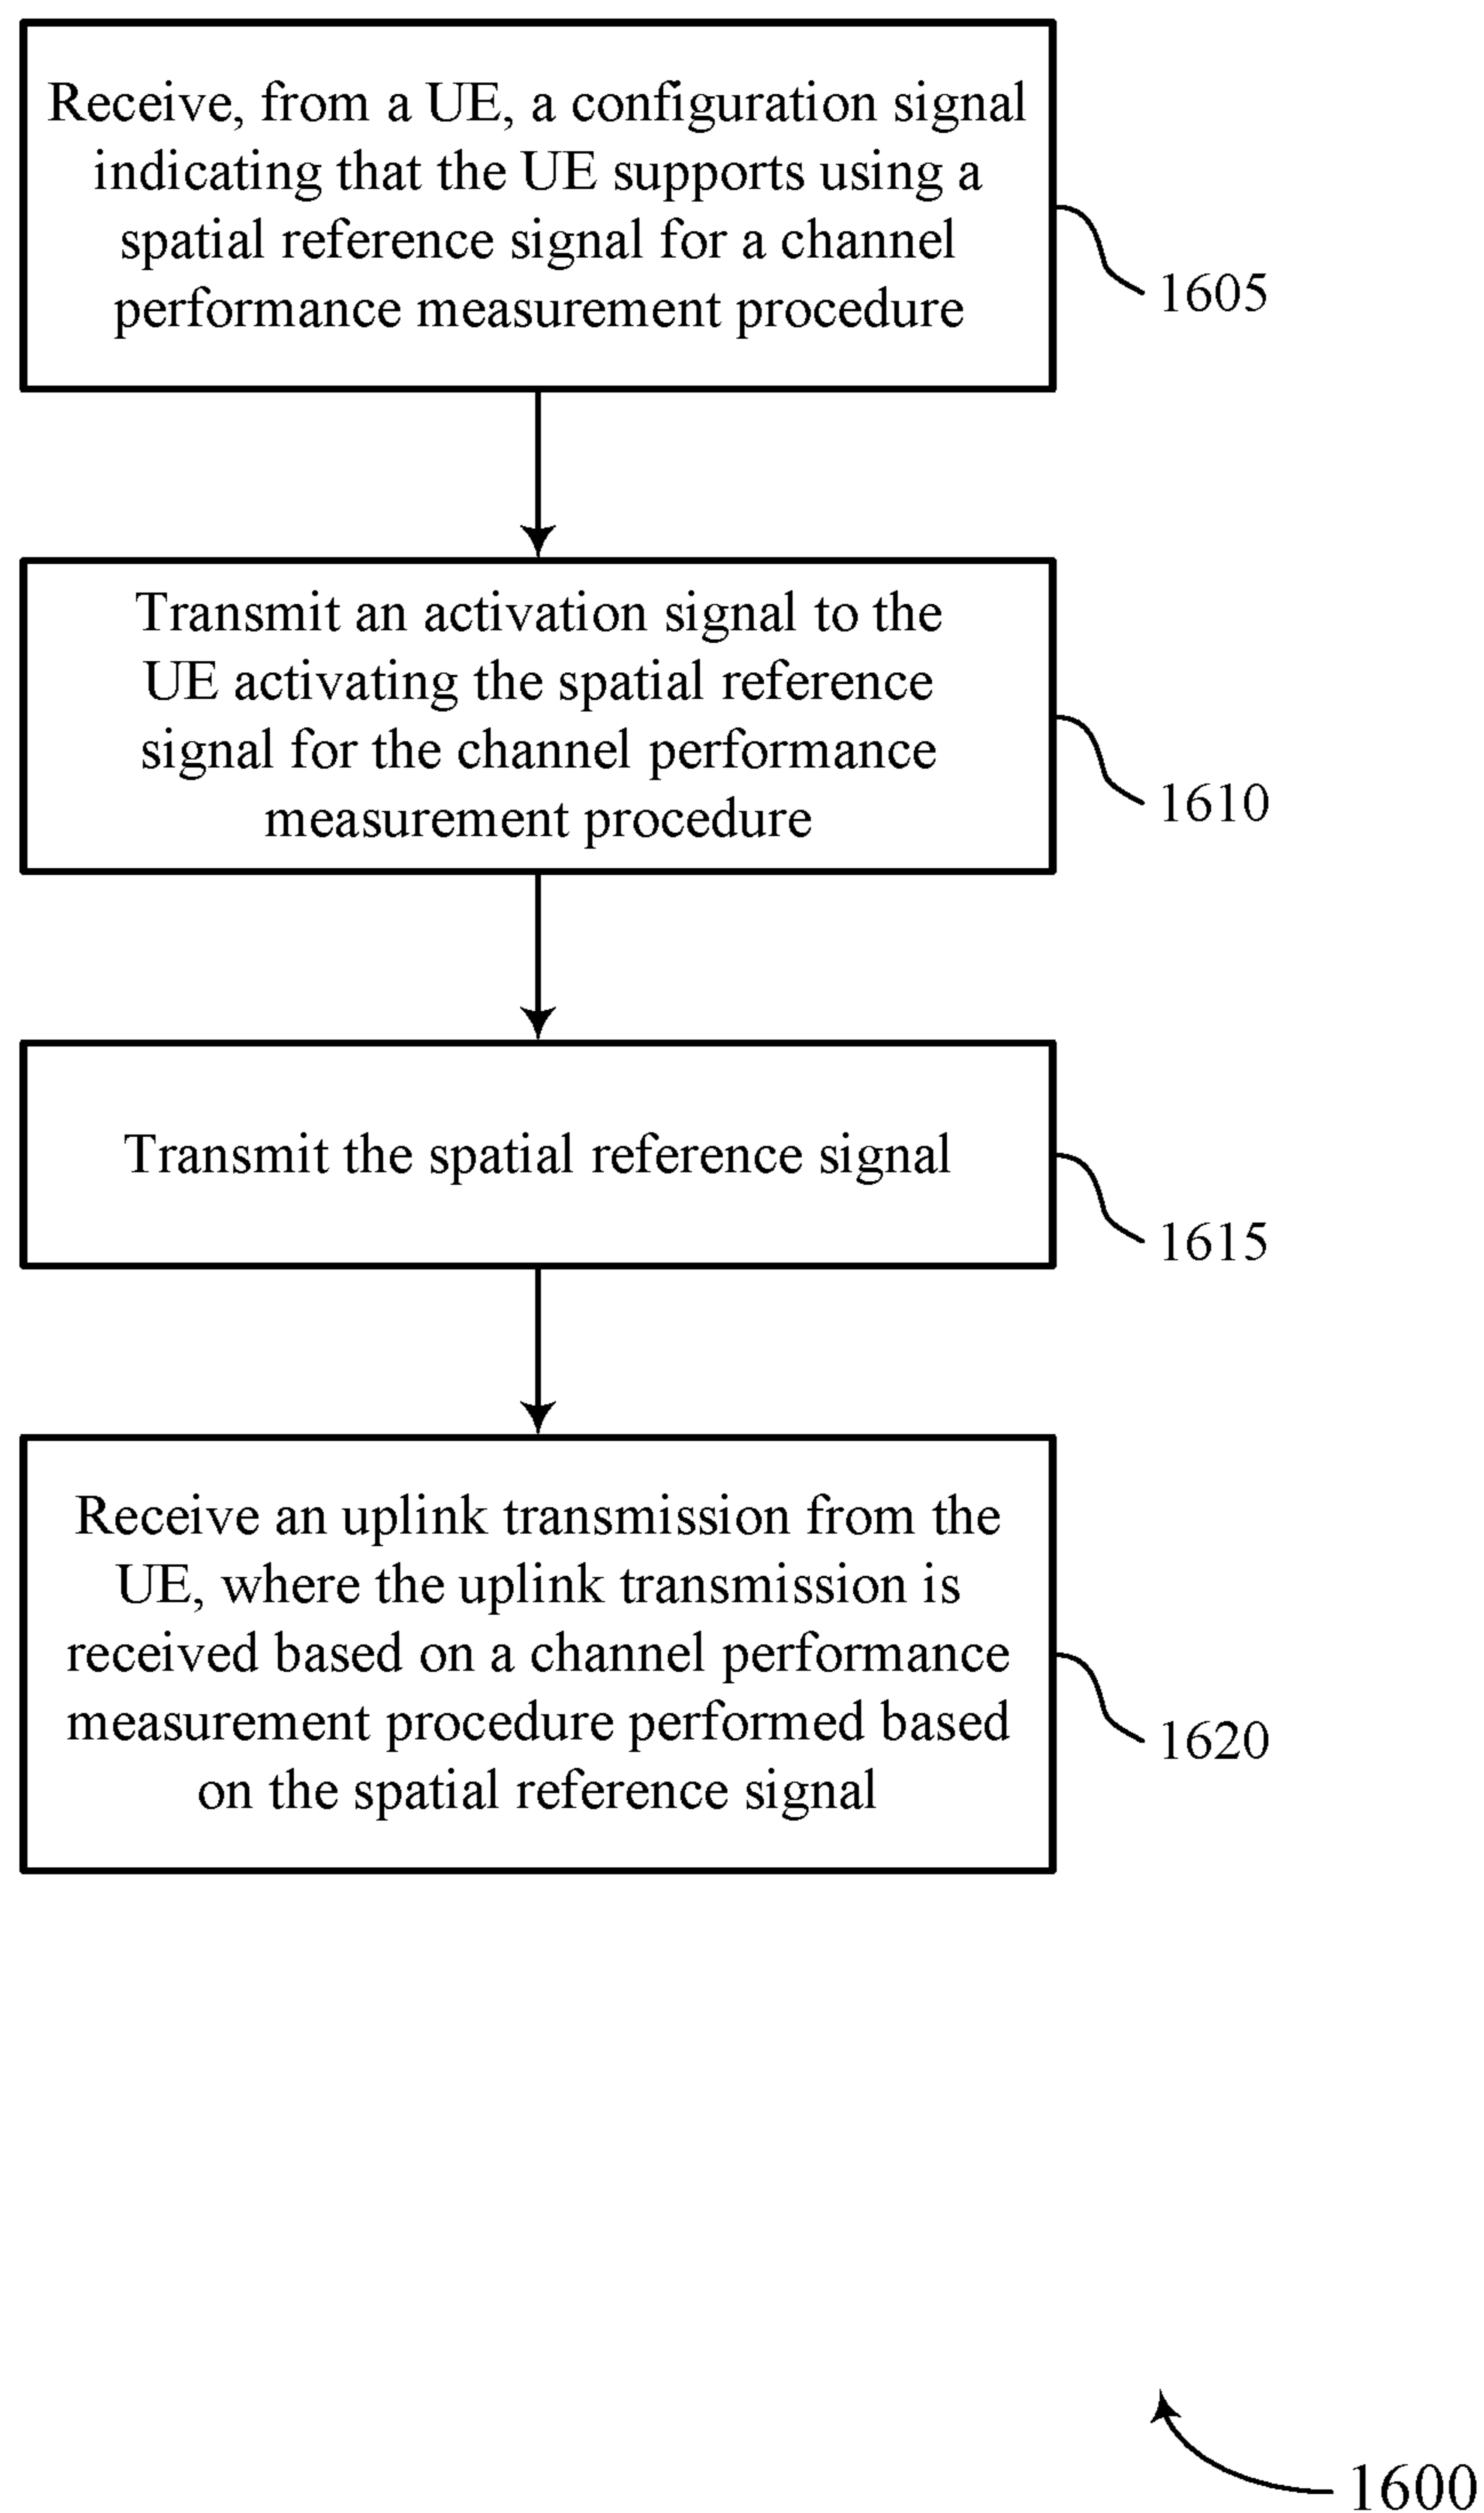 Receive, from a UE, a configuration signal
indicating that the UE supports using a
spatial reference signal for a channel
performance measurement procedure
1605
Transmit an activation signal to the
UE activating the spatial reference
signal for the channel performance
measurement procedure
1610
Transmit the spatial reference signal
1615
Receive an uplink transmission from the
UE, where the uplink transmission is
received based on a channel performance
measurement procedure performed based
on the spatial reference signal
1620
1600